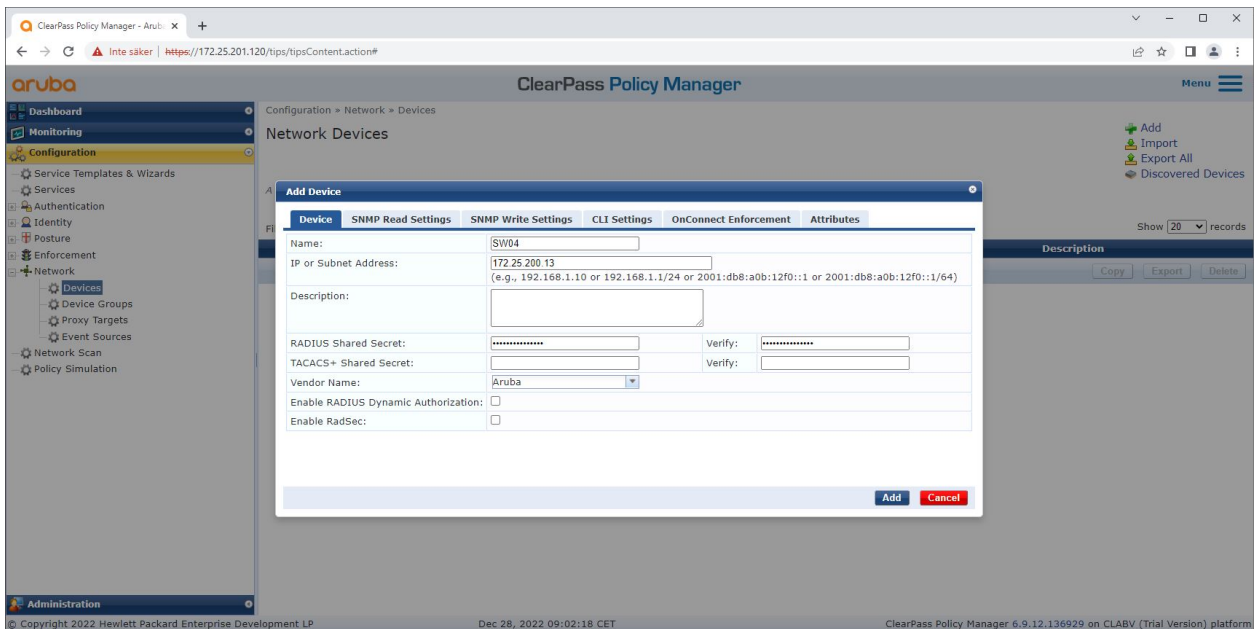 ClearPass Policy Manager - Arub
Inte säker https://172.25.201.120/tips/tipsContent.action#
aruba
ClearPass Policy Manager
Menu
Dashboard
Monitoring
Configuration
Service Templates & Wizards
Services
Authentication
Identity
Posture
Enforcement
Network
Devices
Device Groups
Proxy Targets
Event Sources
Network Scan
Policy Simulation
Administration
Configuration » Network » Devices
Network Devices
Add
Import
Export All
Discovered Devices
A
Fi
Show 20 records
Description
Copy Export Delete
Add Device
Device SNMP Read Settings SNMP Write Settings CLI Settings OnConnect Enforcement Attributes
Name: SW04
IP or Subnet Address: 172.25.200.13
(e.g., 192.168.1.10 or 192.168.1.1/24 or 2001:db8:a0b:12f0::1 or 2001:db8:a0b:12f0::1/64)
Description:
RADIUS Shared Secret: ••••••••••••••• Verify: •••••••••••••••
TACACS+ Shared Secret: Verify:
Vendor Name: Aruba
Enable RADIUS Dynamic Authorization:
Enable RadSec:
Add Cancel
© Copyright 2022 Hewlett Packard Enterprise Development LP Dec 28, 2022 09:02:18 CET ClearPass Policy Manager 6.9.12.136929 on CLABV (Trial Version) platform